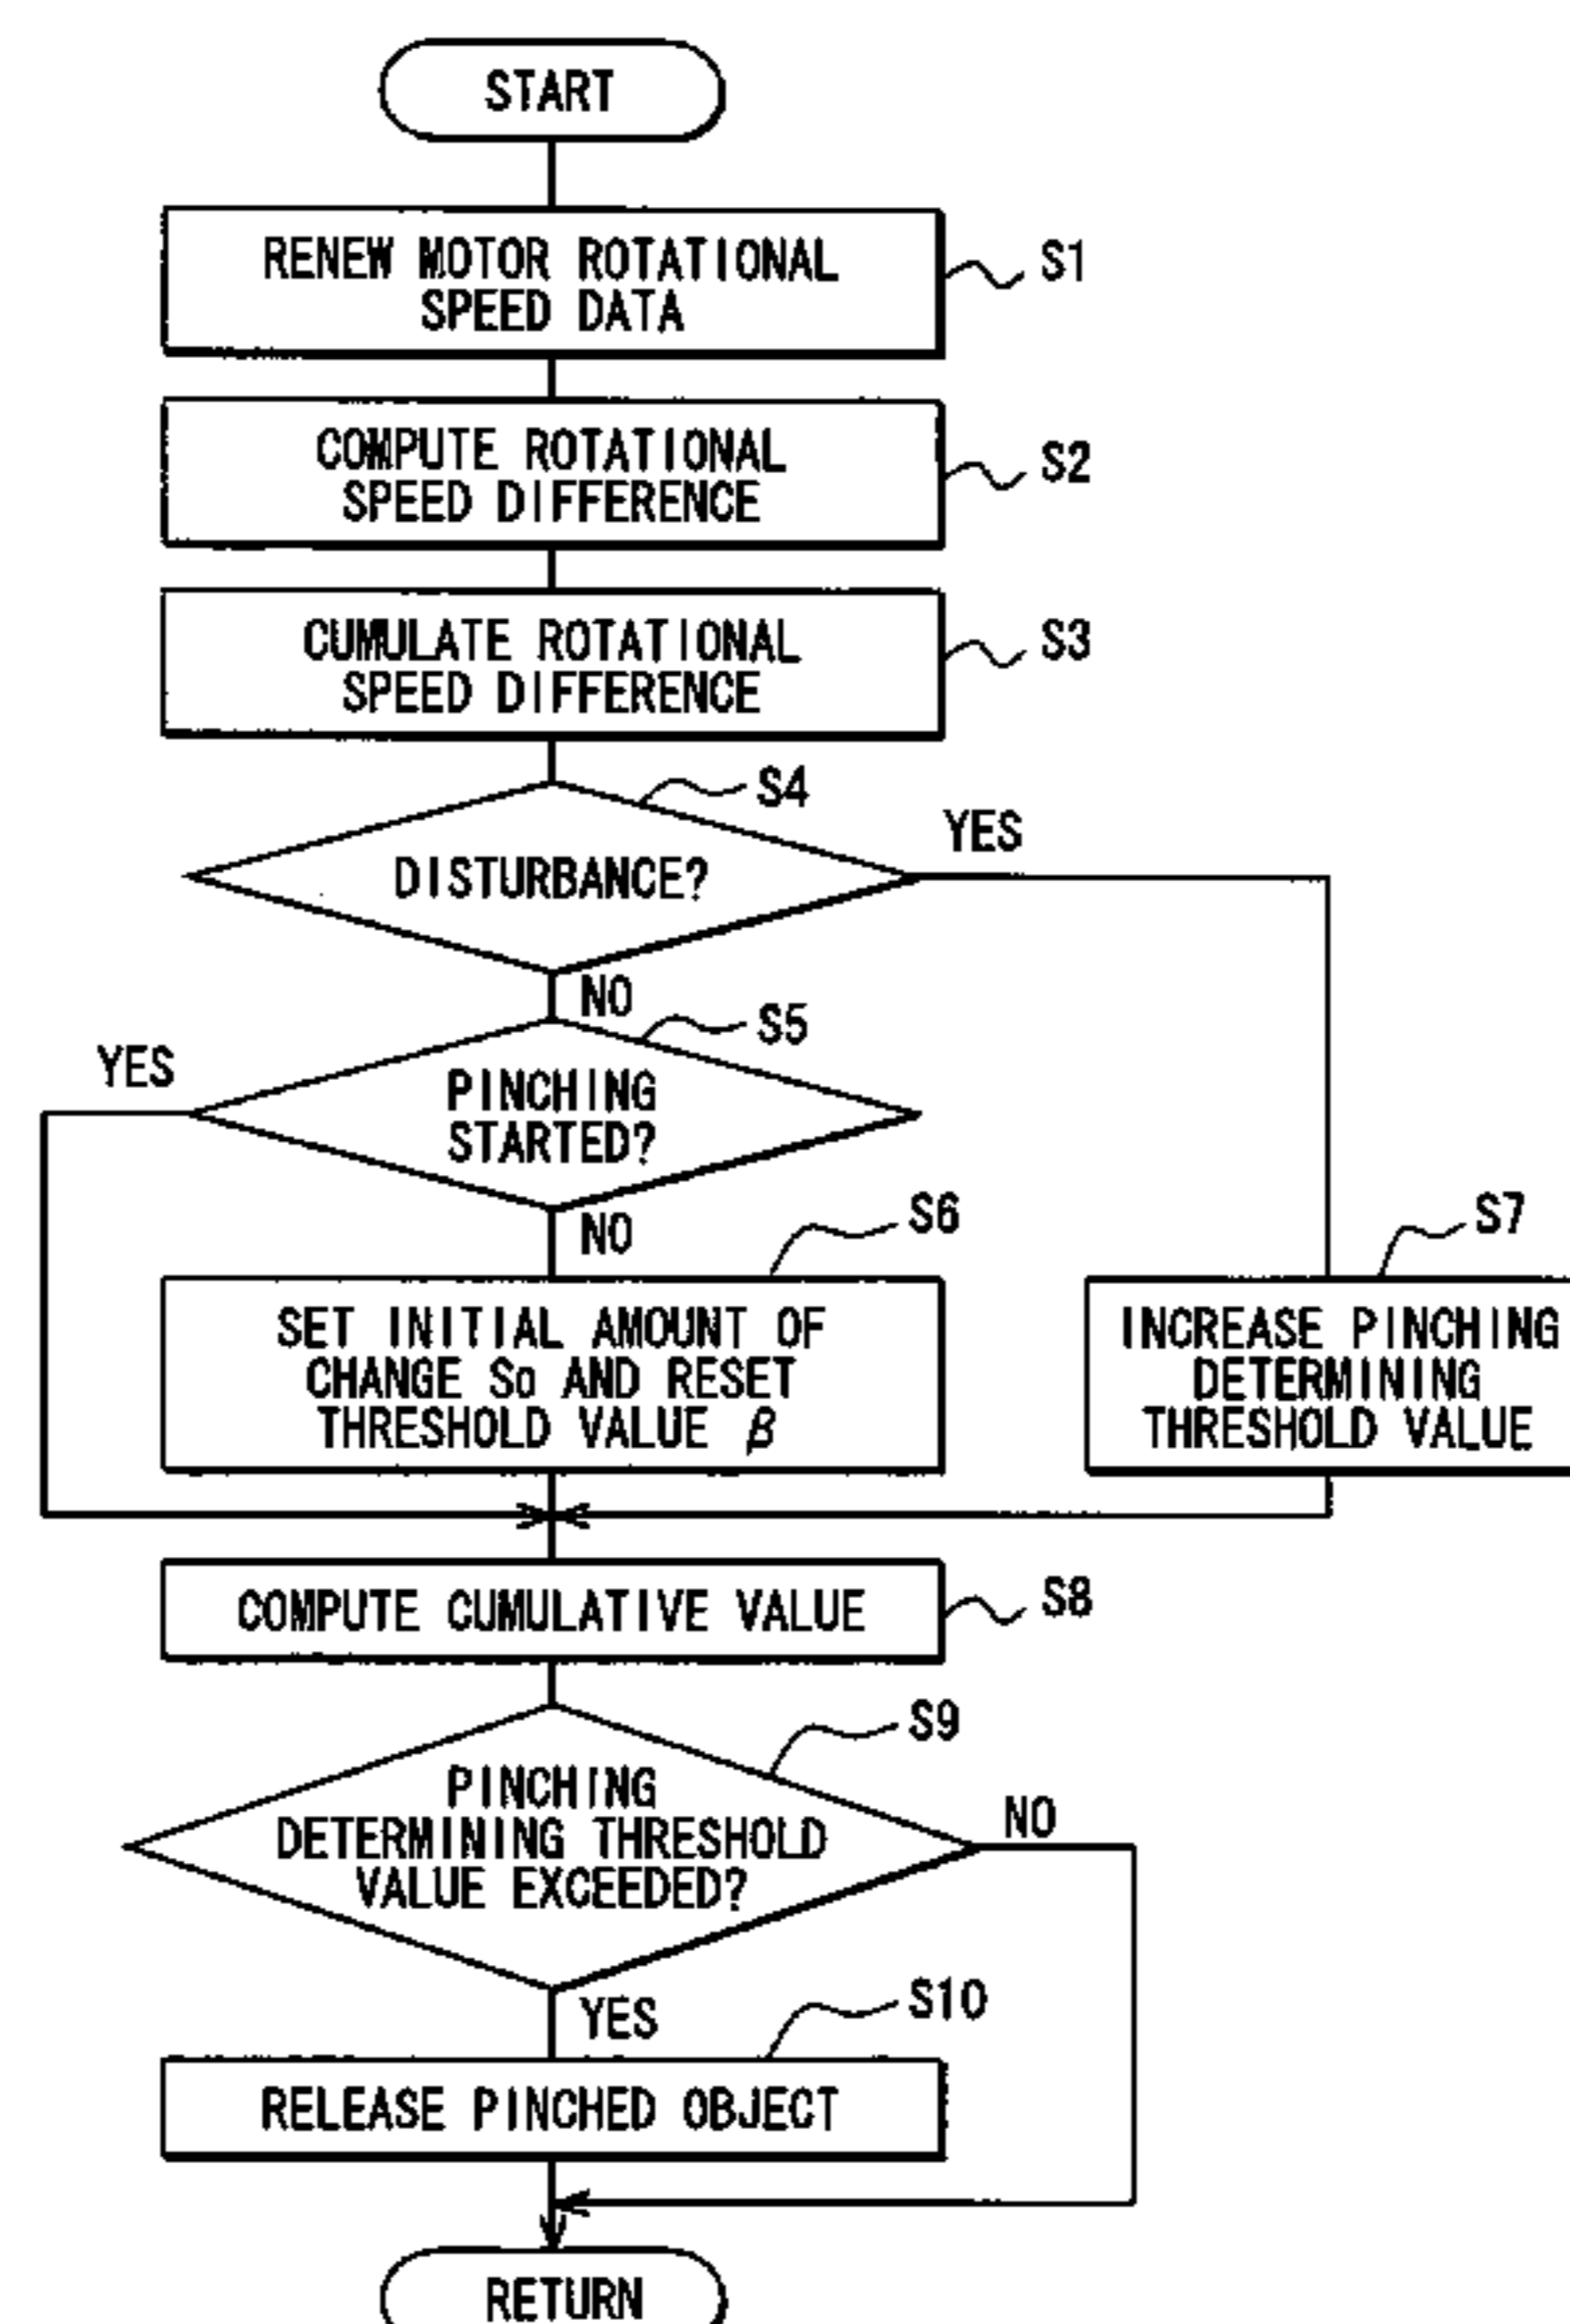 START
RENEW MOTOR ROTATIONAL
SPEED DATA
S1
COMPUTE ROTATIONAL
SPEED DIFFERENCE
S2
CUMULATE ROTATIONAL
SPEED DIFFERENCE
S3
S4
DISTURBANCE?
YES
NO
S5
YES
PINCHING
STARTED?
NO
S6
SET INITIAL AMOUNT OF
CHANGE S0 AND RESET
THRESHOLD VALUE β
S7
INCREASE PINCHING
DETERMINING
THRESHOLD VALUE
COMPUTE CUMULATIVE VALUE
S8
S9
PINCHING
DETERMINING THRESHOLD
VALUE EXCEEDED?
NO
YES
S10
RELEASE PINCHED OBJECT
RETURN